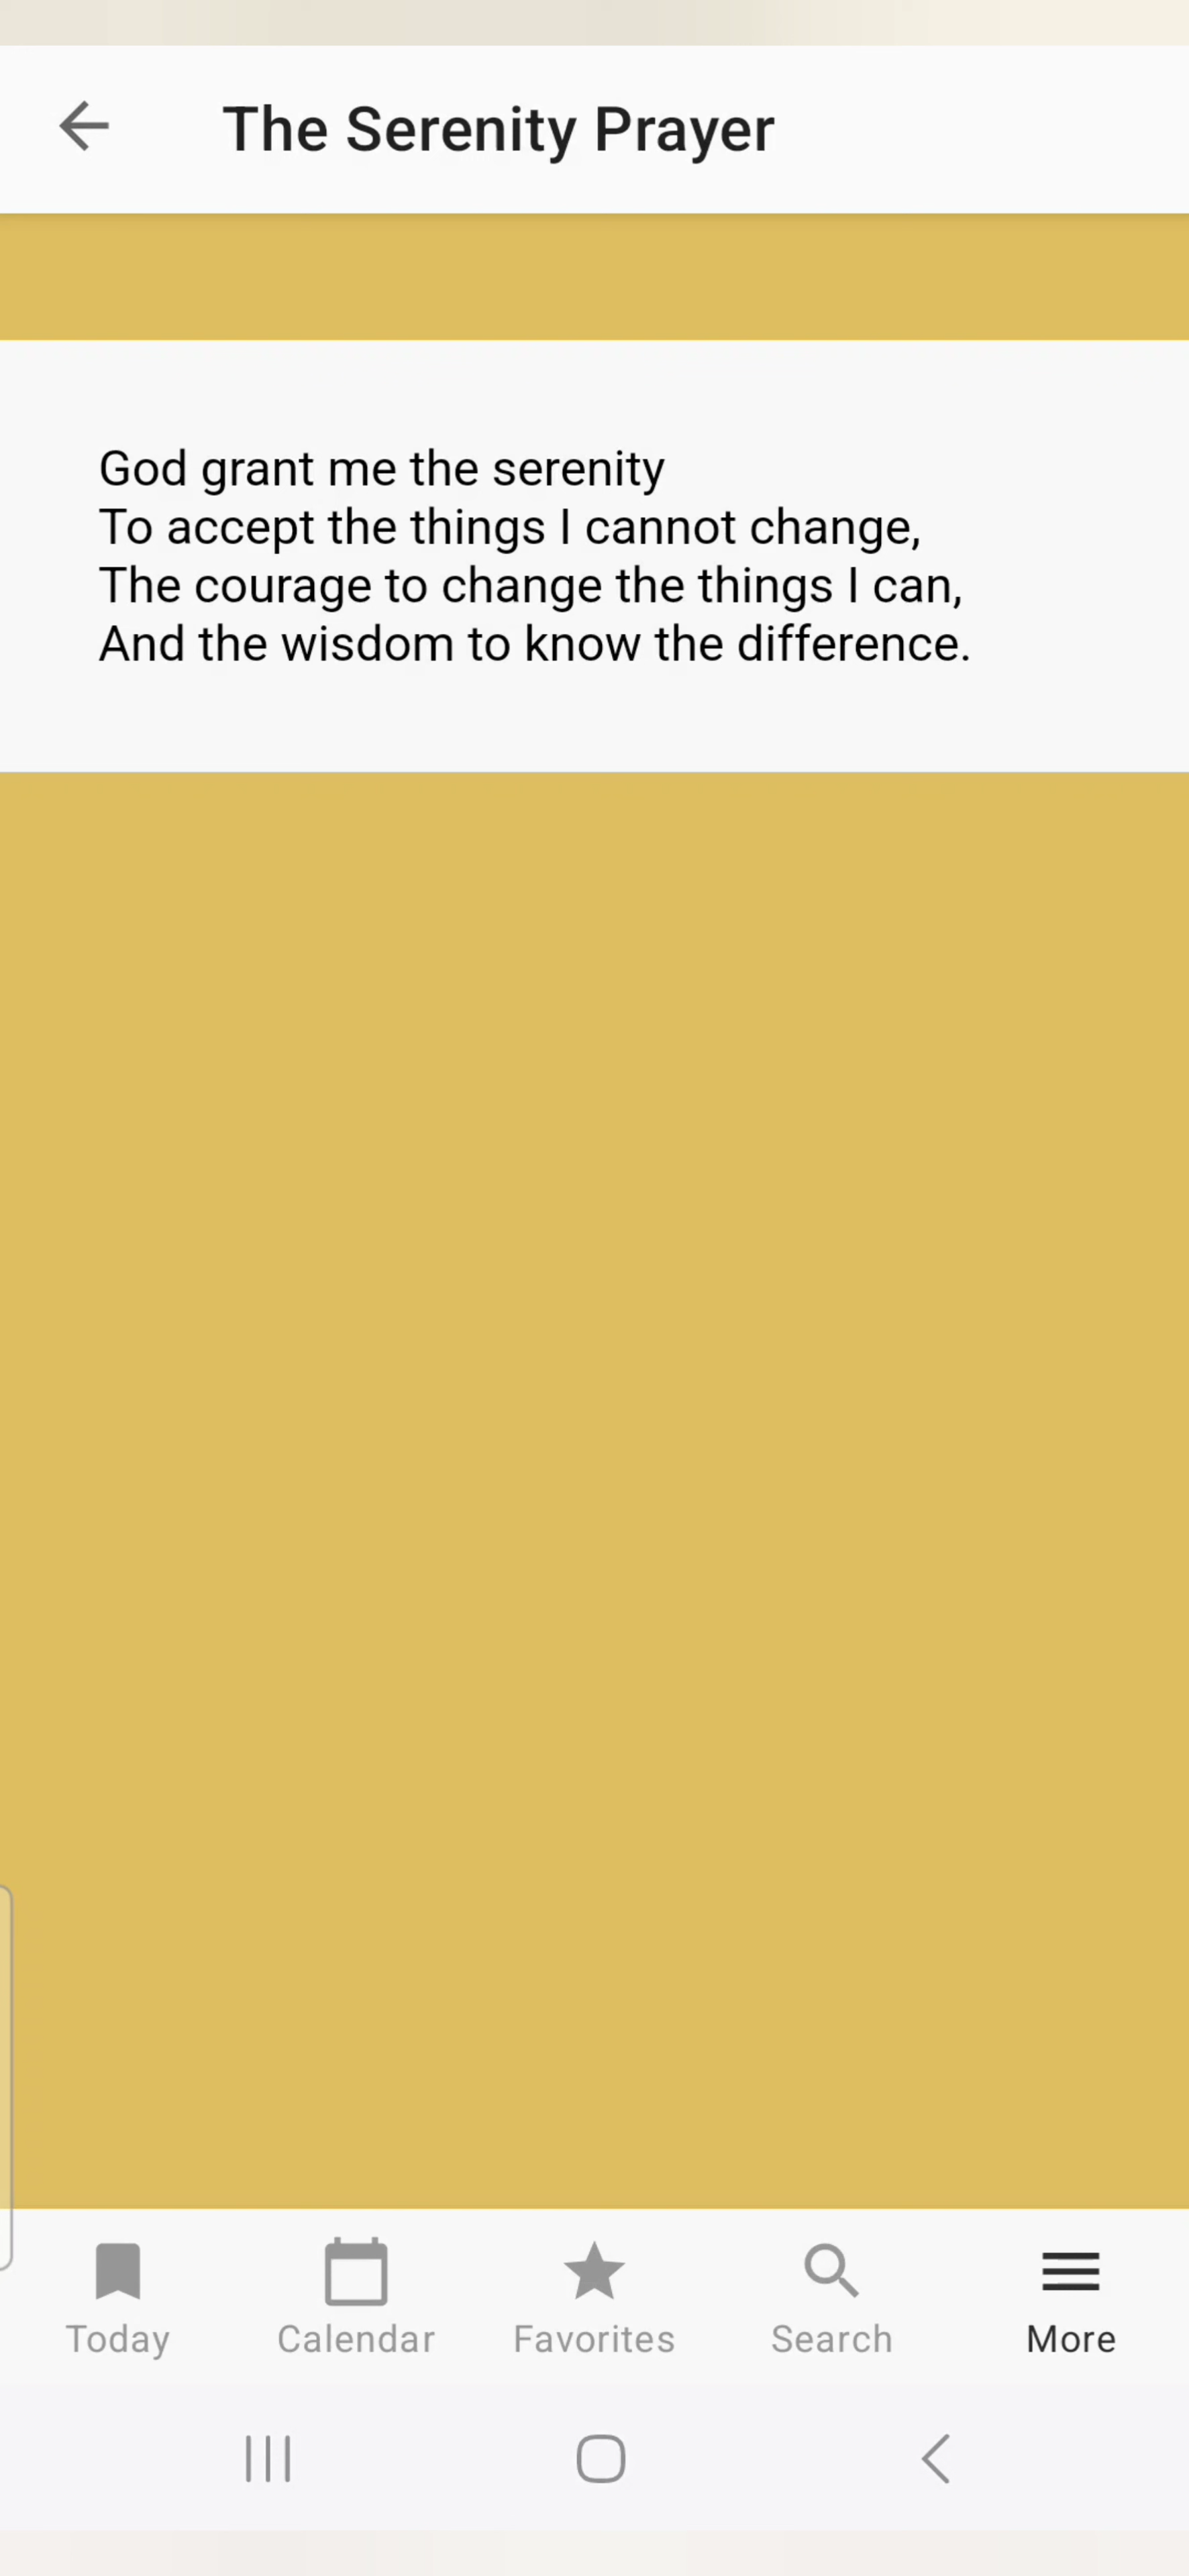 The Serenity Prayer
God grant me the serenity
To accept the things I cannot change,
The courage to change the things I can,
And the wisdom to know the difference.
Today
Calendar
Favorites
Search
More